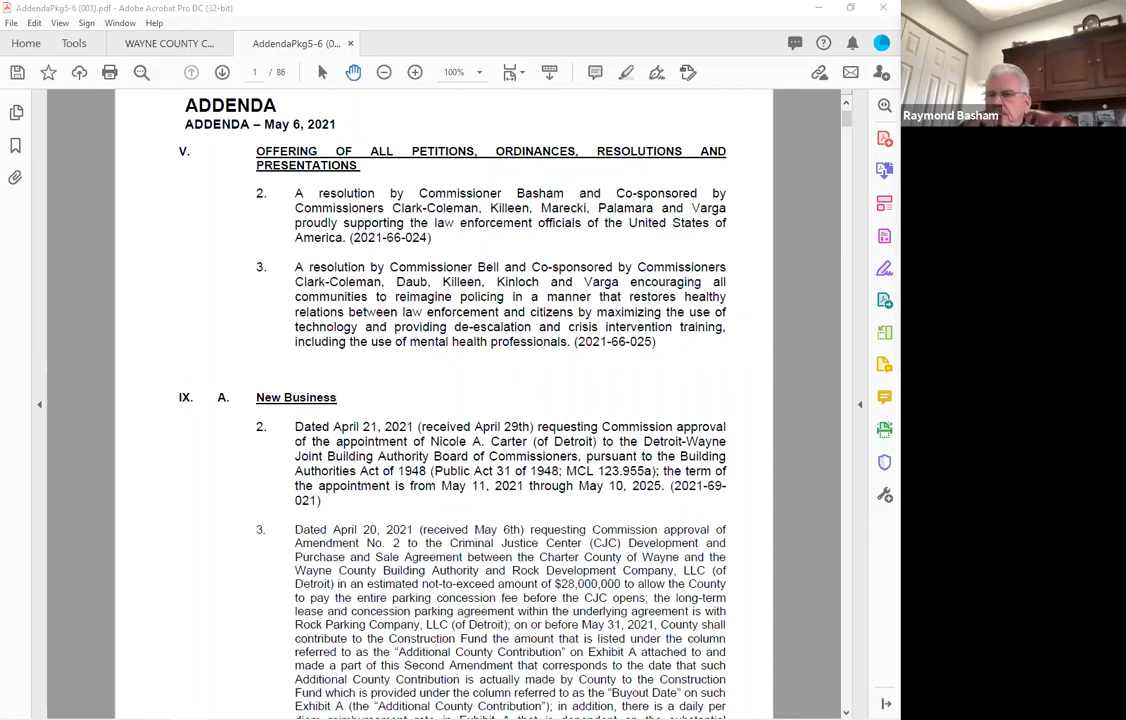 AddendaPkg5-6 (003).pdf - Adobe Acrobat Pro DC (32-bit)
File Edit View Sign Window Help
Home Tools WAYNE COUNTY C... AddendaPkg5-6 (0... ×
1 / 86 100%
Raymond Basham
ADDENDA
ADDENDA – May 6, 2021
V. OFFERING OF ALL PETITIONS, ORDINANCES, RESOLUTIONS AND
PRESENTATIONS
2. A resolution by Commissioner Basham and Co-sponsored by
Commissioners Clark-Coleman, Killeen, Marecki, Palamara and Varga
proudly supporting the law enforcement officials of the United States of
America. (2021-66-024)
3. A resolution by Commissioner Bell and Co-sponsored by Commissioners
Clark-Coleman, Daub, Killeen, Kinloch and Varga encouraging all
communities to reimagine policing in a manner that restores healthy
relations between law enforcement and citizens by maximizing the use of
technology and providing de-escalation and crisis intervention training,
including the use of mental health professionals. (2021-66-025)
IX. A. New Business
2. Dated April 21, 2021 (received April 29th) requesting Commission approval
of the appointment of Nicole A. Carter (of Detroit) to the Detroit-Wayne
Joint Building Authority Board of Commissioners, pursuant to the Building
Authorities Act of 1948 (Public Act 31 of 1948; MCL 123.955a); the term of
the appointment is from May 11, 2021 through May 10, 2025. (2021-69-
021)
3. Dated April 20, 2021 (received May 6th) requesting Commission approval of
Amendment No. 2 to the Criminal Justice Center (CJC) Development and
Purchase and Sale Agreement between the Charter County of Wayne and the
Wayne County Building Authority and Rock Development Company, LLC (of
Detroit) in an estimated not-to-exceed amount of $28,000,000 to allow the County
to pay the entire parking concession fee before the CJC opens; the long-term
lease and concession parking agreement within the underlying agreement is with
Rock Parking Company, LLC (of Detroit); on or before May 31, 2021, County shall
contribute to the Construction Fund the amount that is listed under the column
referred to as the “Additional County Contribution” on Exhibit A attached to and
made a part of this Second Amendment that corresponds to the date that such
Additional County Contribution is actually made by County to the Construction
Fund which is provided under the column referred to as the “Buyout Date” on such
Exhibit A (the “Additional County Contribution”); in addition, there is a daily per
diem reimbursement rate in Exhibit A that is dependent on the substantial